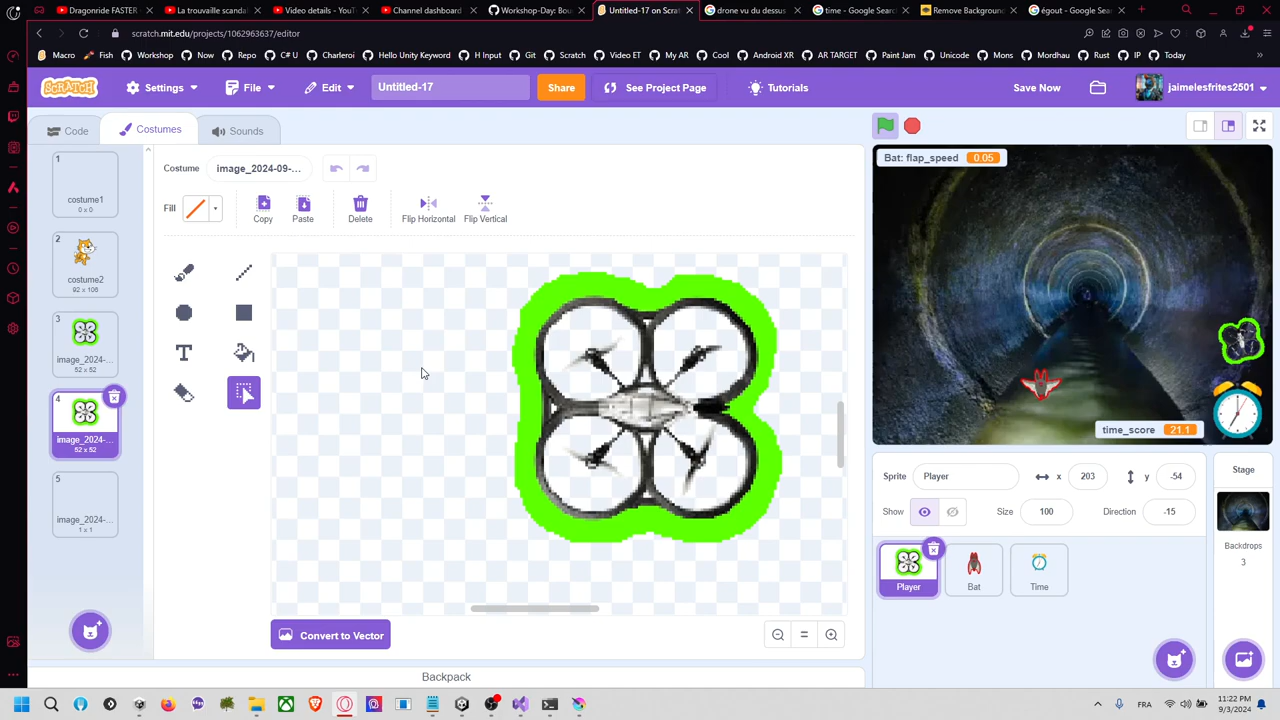 Dragonride FASTER
La trouvaille scandal
Video details - YouT
Channel dashboard
Workshop-Day: Bou
Untitled-17 on Scrat
drone vu du dessus
time - Google Searc
Remove Background
égout - Google Sear
scratch.mit.edu/projects/1062963637/editor
Macro Fish Workshop Now Repo C# U Charleroi Hello Unity Keyword H Input Git Scratch Video ET My AR Cool Android XR AR TARGET Paint Jam Unicode Mons Mordhau IP Today
SCRATCH Settings File Edit Untitled-17 Share See Project Page Tutorials Save Now jaimelesfrites2501
Code Costumes Sounds
Costume image_2024-09-...
Fill Copy Paste Delete Flip Horizontal Flip Vertical
1
costume1
0 x 0
2
costume2
92 x 106
3
image_2024-...
52 x 52
4
image_2024-...
52 x 52
5
image_2024-...
1 x 1
T
Convert to Vector
Backpack
Bat: flap_speed 0.05
time_score 21.1
Sprite Player x 203 y -54
Show Size 100 Direction -15
Player Bat Time
Stage
Backdrops
3
FRA
11:22 PM
9/3/2024